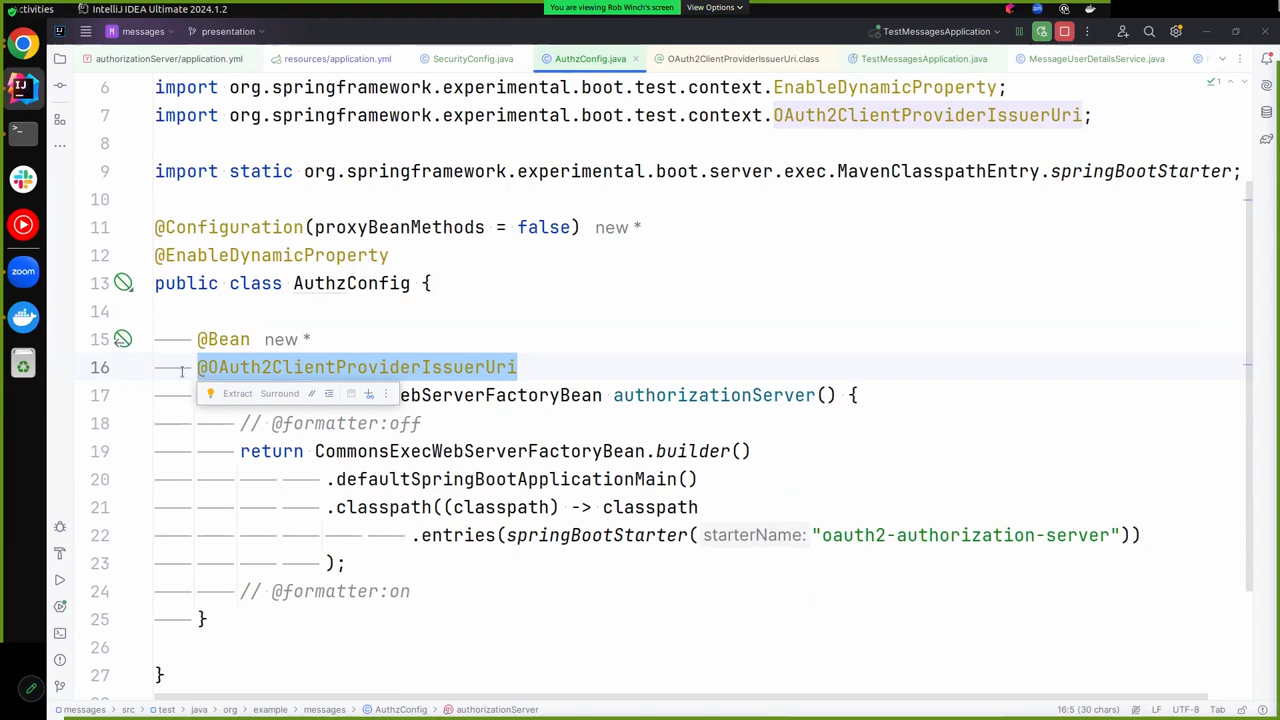 ctivities
IntelliJ IDEA Ultimate 2024.1.2
You are viewing Rob Winch's screen
View Options
messages
presentation
TestMessagesApplication
authorizationServer/application.yml
resources/application.yml
SecurityConfig.java
AuthzConfig.java
OAuth2ClientProviderIssuerUri.class
TestMessagesApplication.java
MessageUserDetailsService.java
6 import org.springframework.experimental.boot.test.context.EnableDynamicProperty;
7 import org.springframework.experimental.boot.test.context.OAuth2ClientProviderIssuerUri;
8
9 import static org.springframework.experimental.boot.server.exec.MavenClasspathEntry.springBootStarter;
10
11 @Configuration(proxyBeanMethods = false) new *
12 @EnableDynamicProperty
13 public class AuthzConfig {
14
15 @Bean new *
16 @OAuth2ClientProviderIssuerUri
Extract Surround
17 ebServerFactoryBean authorizationServer() {
18 // @formatter:off
19 return CommonsExecWebServerFactoryBean.builder()
20 .defaultSpringBootApplicationMain()
21 .classpath((classpath) -> classpath
22 .entries(springBootStarter( starterName: "oauth2-authorization-server"))
23 );
24 // @formatter:on
25 }
26
27 }
messages > src > test > java > org > example > messages > AuthzConfig > authorizationServer
16:5 (30 chars) LF UTF-8 Tab
zoom